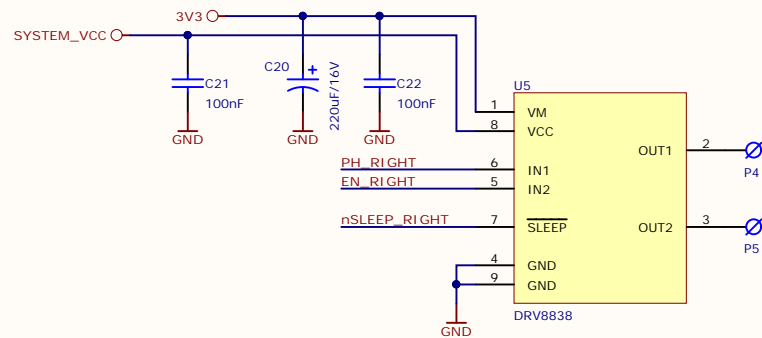 3V3
SYSTEM_VCC
C21
100nF
C20
+
220uF/16V
C22
100nF
GND
GND
GND
U5
1
VM
8
VCC
OUT1
2
P4
PH_RIGHT
6
IN1
EN_RIGHT
5
IN2
nSLEEP_RIGHT
7
SLEEP
OUT2
3
P5
4
GND
9
GND
GND
DRV8838